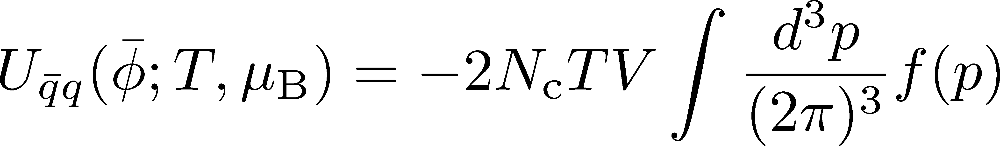 $U_{\bar{q}q}(\bar{\phi}; T, \mu_{\mathrm{B}}) = -2N_{\mathrm{c}}TV \int \frac{d^3p}{(2\pi)^3} f(p)$